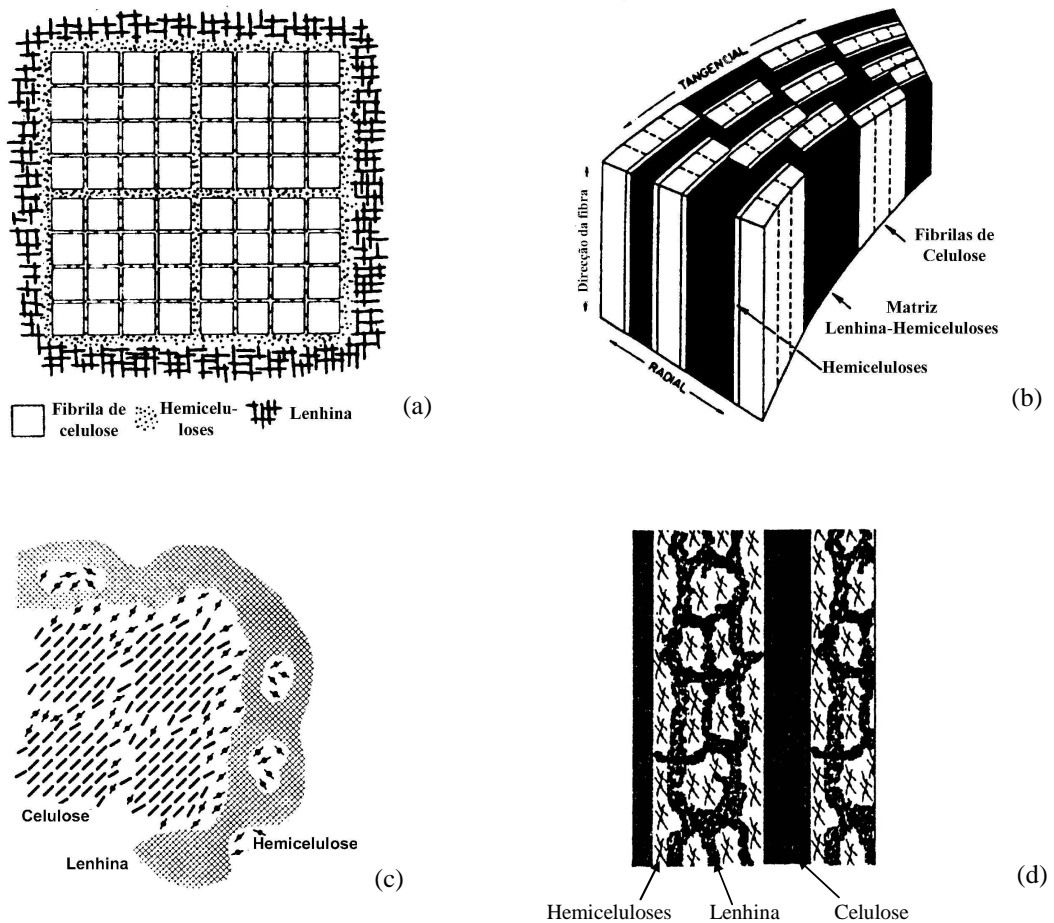 Fibrila de
celulose
Hemicelu-
loses
Lenhina
(a)
TANGENCIAL
Direcção da fibra
RADIAL
Fibrilas de
Celulose
Matriz
Lenhina-Hemiceluloses
Hemiceluloses
(b)
Celulose
Lenhina
Hemicelulose
(c)
Hemiceluloses Lenhina Celulose
(d)